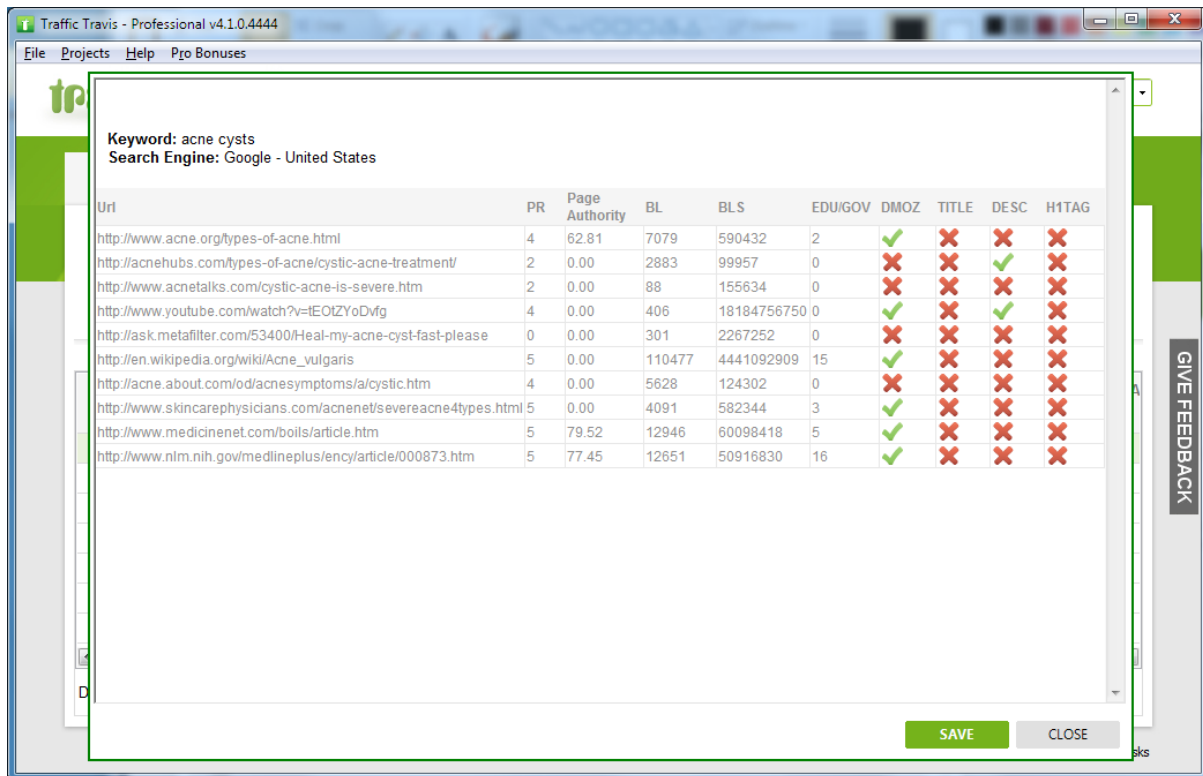 Traffic Travis - Professional v4.1.0.4444
File Projects Help Pro Bonuses
Keyword: acne cysts
Search Engine: Google - United States
Url PR Page Authority BL BLS EDU/GOV DMOZ TITLE DESC H1TAG
http://www.acne.org/types-of-acne.html 4 62.81 7079 590432 2
http://acnehubs.com/types-of-acne/cystic-acne-treatment/ 2 0.00 2883 99957 0
http://www.acnetalks.com/cystic-acne-is-severe.htm 2 0.00 88 155634 0
http://www.youtube.com/watch?v=tEOtZYoDvfg 4 0.00 406 18184756750 0
http://ask.metafilter.com/53400/Heal-my-acne-cyst-fast-please 0 0.00 301 2267252 0
http://en.wikipedia.org/wiki/Acne_vulgaris 5 0.00 110477 4441092909 15
http://acne.about.com/od/acnesymptoms/a/cystic.htm 4 0.00 5628 124302 0
http://www.skincarephysicians.com/acnenet/severeacne4types.html 5 0.00 4091 582344 3
http://www.medicinenet.com/boils/article.htm 5 79.52 12946 60098418 5
http://www.nlm.nih.gov/medlineplus/ency/article/000873.htm 5 77.45 12651 50916830 16
GIVE FEEDBACK
SAVE CLOSE